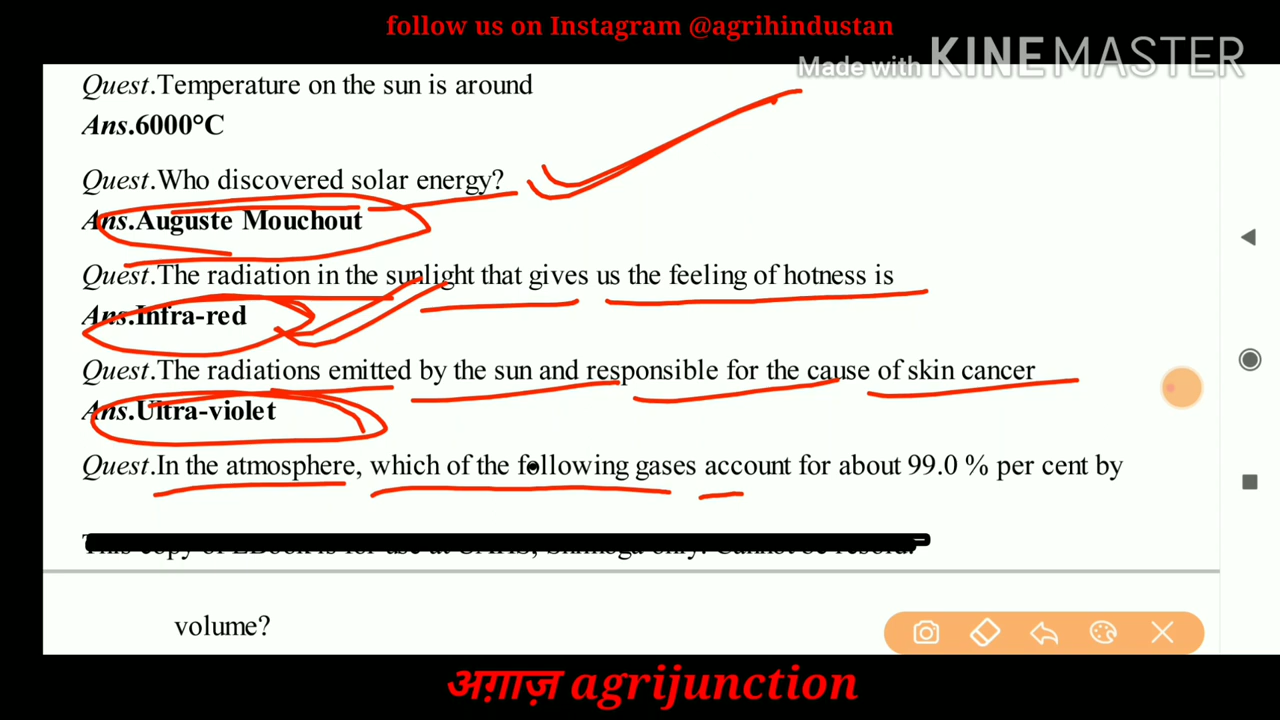 follow us on Instagram @agrihindustan
Made with KINEMASTER
Quest.Temperature on the sun is around
Ans.6000°C
Quest.Who discovered solar energy?
Ans.Auguste Mouchout
Quest.The radiation in the sunlight that gives us the feeling of hotness is
Ans.Infra-red
Quest.The radiations emitted by the sun and responsible for the cause of skin cancer
Ans.Ultra-violet
Quest.In the atmosphere, which of the following gases account for about 99.0 % per cent by
volume?
अग़ाज़ agrijunction